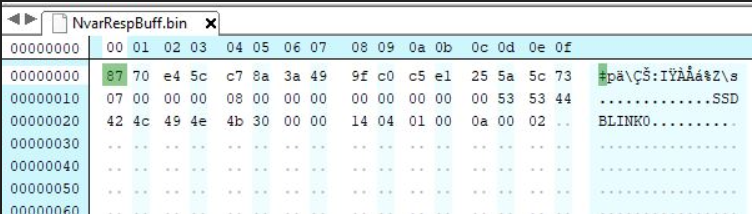 NvarRespBuff.bin x
00000000 00 01 02 03 04 05 06 07 08 09 0a 0b 0c 0d 0e 0f
00000000 87 70 e4 5c c7 8a 3a 49 9f c0 c5 e1 25 5a 5c 73 ‡pä\ÇŠ:IŸÀÅá%Z\s
00000010 07 00 00 00 08 00 00 00 00 00 00 00 00 53 53 44 .............SSD
00000020 42 4c 49 4e 4b 30 00 00 14 04 01 00 0a 00 02 .. BLINK0..........
00000030 .. .. .. .. .. .. .. .. .. .. .. .. .. .. .. .. ................
00000040 .. .. .. .. .. .. .. .. .. .. .. .. .. .. .. .. ................
00000050 .. .. .. .. .. .. .. .. .. .. .. .. .. .. .. .. ................
00000060